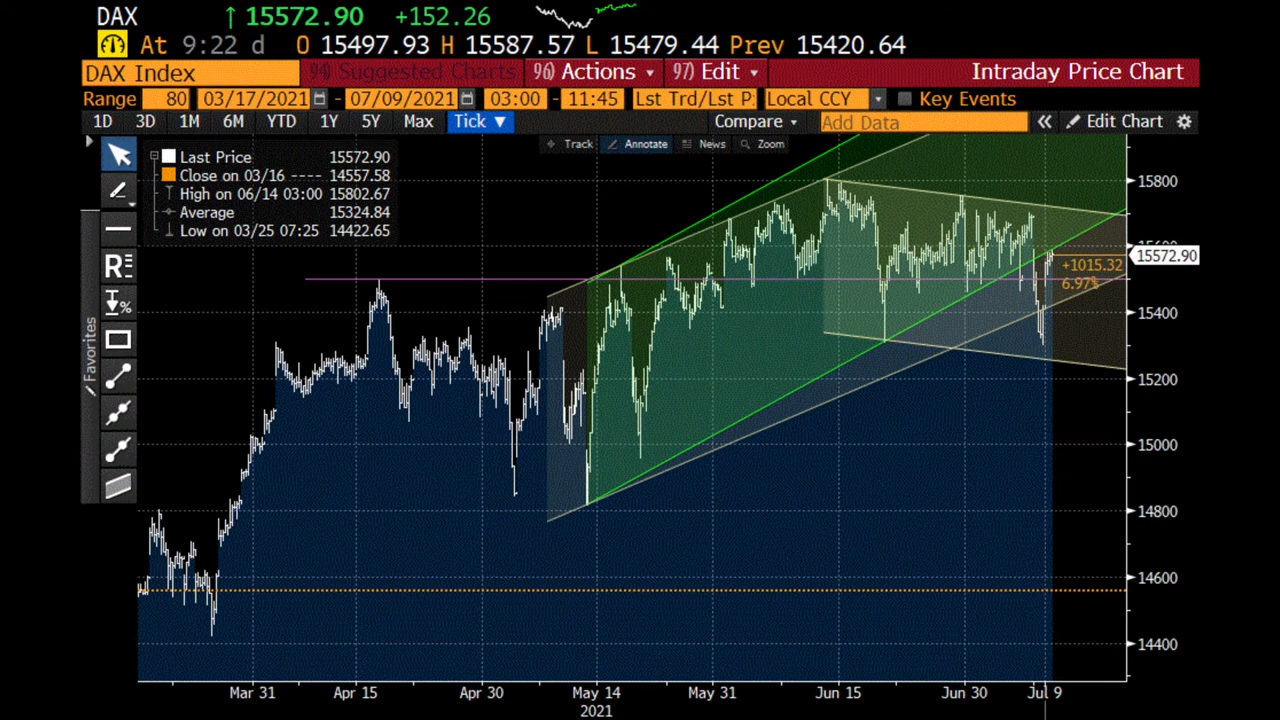 DAX ↑ 15572.90 +152.26
At 9:22 d O 15497.93 H 15587.57 L 15479.44 Prev 15420.64
DAX Index 94) Suggested Charts 96) Actions 97) Edit Intraday Price Chart
Range 80 03/17/2021 - 07/09/2021 03:00 - 11:45 Lst Trd/Lst P Local CCY Key Events
1D 3D 1M 6M YTD 1Y 5Y Max Tick ▼ Compare Add Data « Edit Chart
Track Annotate News Zoom
Last Price 15572.90
Close on 03/16 ---- 14557.58
High on 06/14 03:00 15802.67
Average 15324.84
Low on 03/25 07:25 14422.65
R
%
Favorites
15800
15600
15572.90
+1015.32
6.97%
15400
15200
15000
14800
14600
14400
Mar 31 Apr 15 Apr 30 May 14 May 31 Jun 15 Jun 30 Jul 9
2021